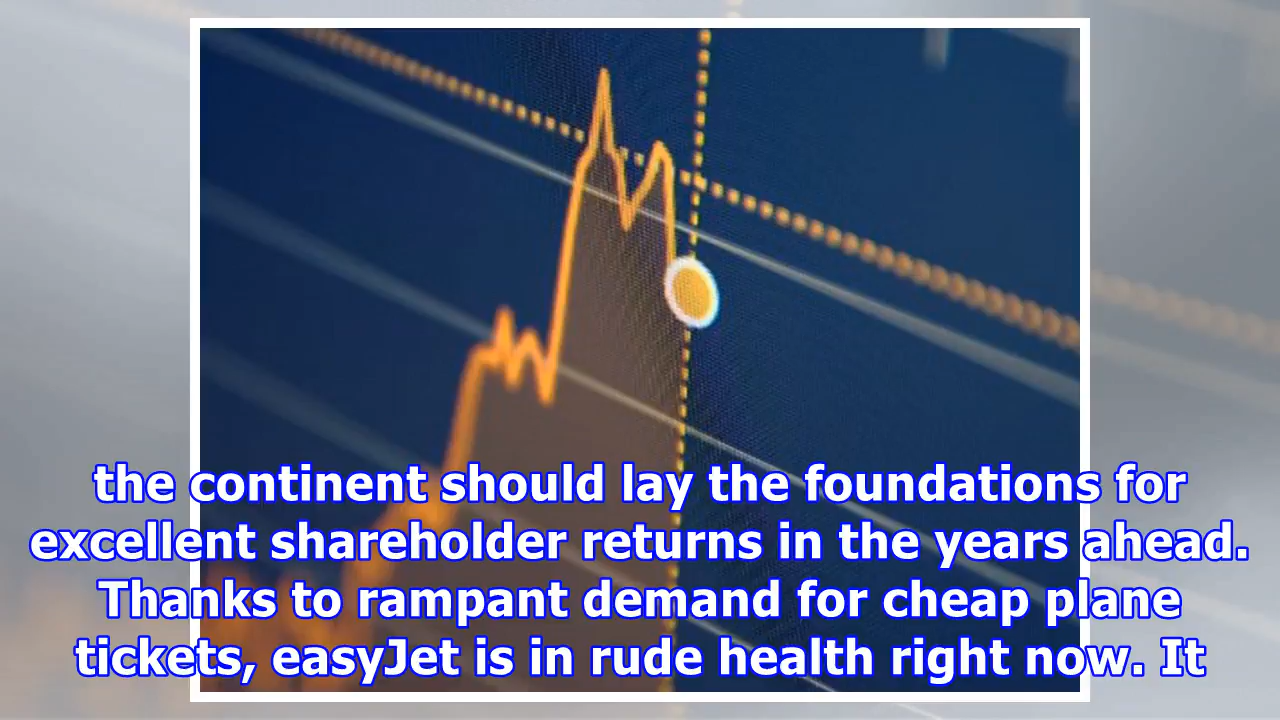 the continent should lay the foundations for
excellent shareholder returns in the years ahead.
Thanks to rampant demand for cheap plane
tickets, easyJet is in rude health right now. It